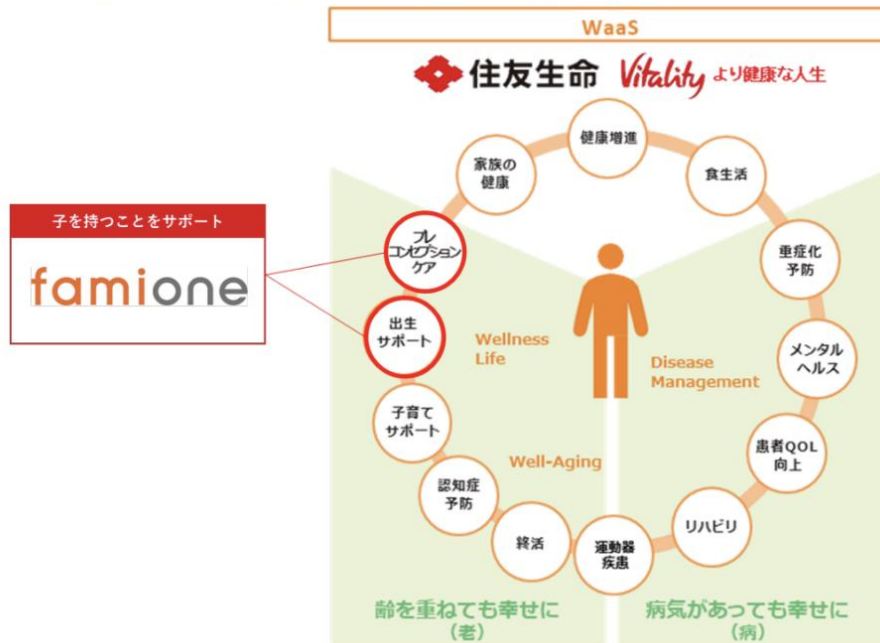 WaaS
住友生命 Vitality より健康な人生
健康増進
家族の
健康
食生活
子を持つことをサポート
famione
プレ
コンセプション
ケア
重症化
予防
出生
サポート
Wellness
Life
メンタル
ヘルス
Disease
Management
子育て
サポート
患者QOL
向上
Well-Aging
認知症
予防
リハビリ
終活
運動器
疾患
齢を重ねても幸せに
(老)
病気があっても幸せに
(病)